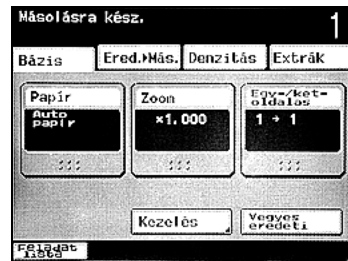 Másolásra kész. 1
Bázis Ered.▸Más. Denzitás Extrák
Papír Zoom Egy-/két-
oldalas
Auto
papír ×1.000 1 → 1
Kezelés Vegyes
eredeti
Feladat
lista